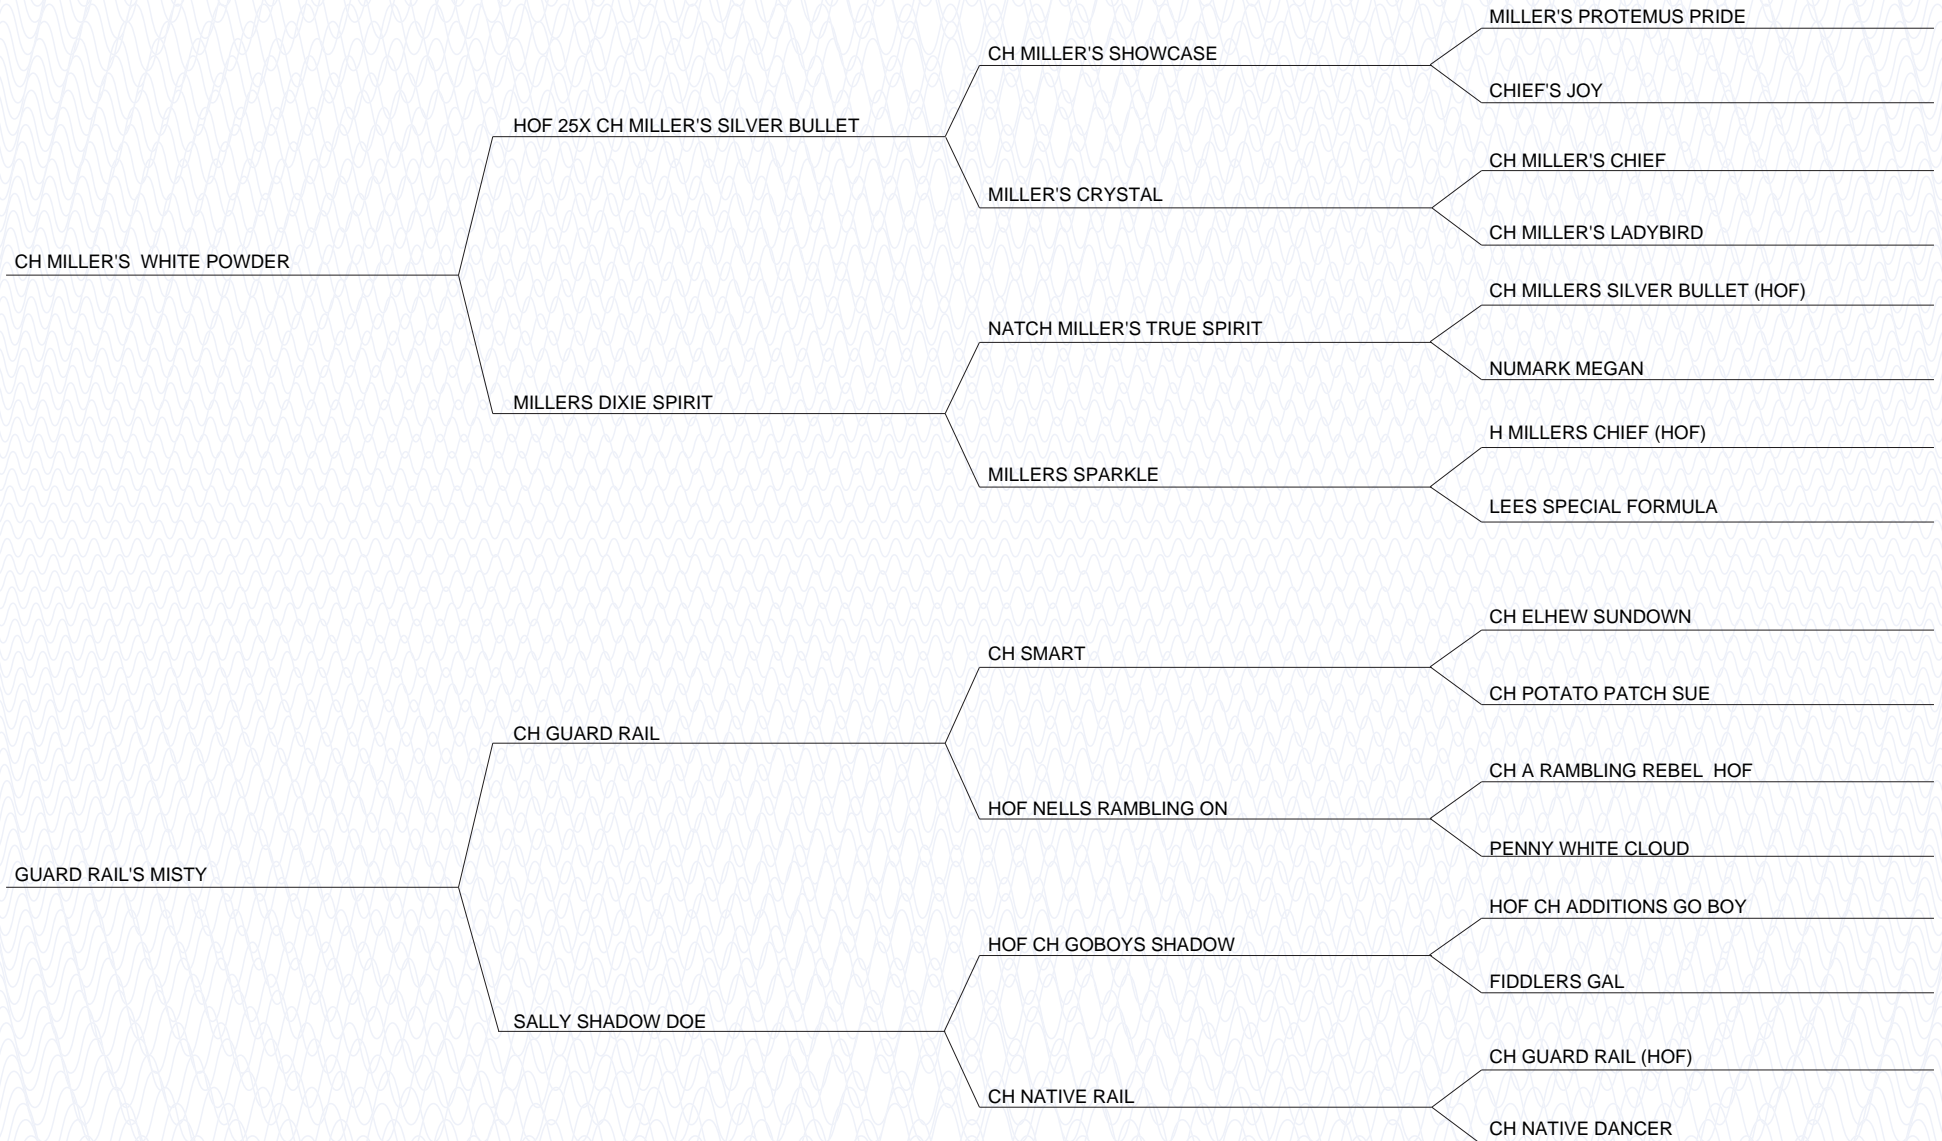 MILLER'S PROTEMUS PRIDE
CH MILLER'S SHOWCASE
CHIEF'S JOY
HOF 25X CH MILLER'S SILVER BULLET
CH MILLER'S CHIEF
MILLER'S CRYSTAL
CH MILLER'S LADYBIRD
CH MILLER'S  WHITE POWDER
CH MILLERS SILVER BULLET (HOF)
NATCH MILLER'S TRUE SPIRIT
NUMARK MEGAN
MILLERS DIXIE SPIRIT
H MILLERS CHIEF (HOF)
MILLERS SPARKLE
LEES SPECIAL FORMULA
CH ELHEW SUNDOWN
CH SMART
CH POTATO PATCH SUE
CH GUARD RAIL
CH A RAMBLING REBEL  HOF
HOF NELLS RAMBLING ON
PENNY WHITE CLOUD
GUARD RAIL'S MISTY
HOF CH ADDITIONS GO BOY
HOF CH GOBOYS SHADOW
FIDDLERS GAL
SALLY SHADOW DOE
CH GUARD RAIL (HOF)
CH NATIVE RAIL
CH NATIVE DANCER